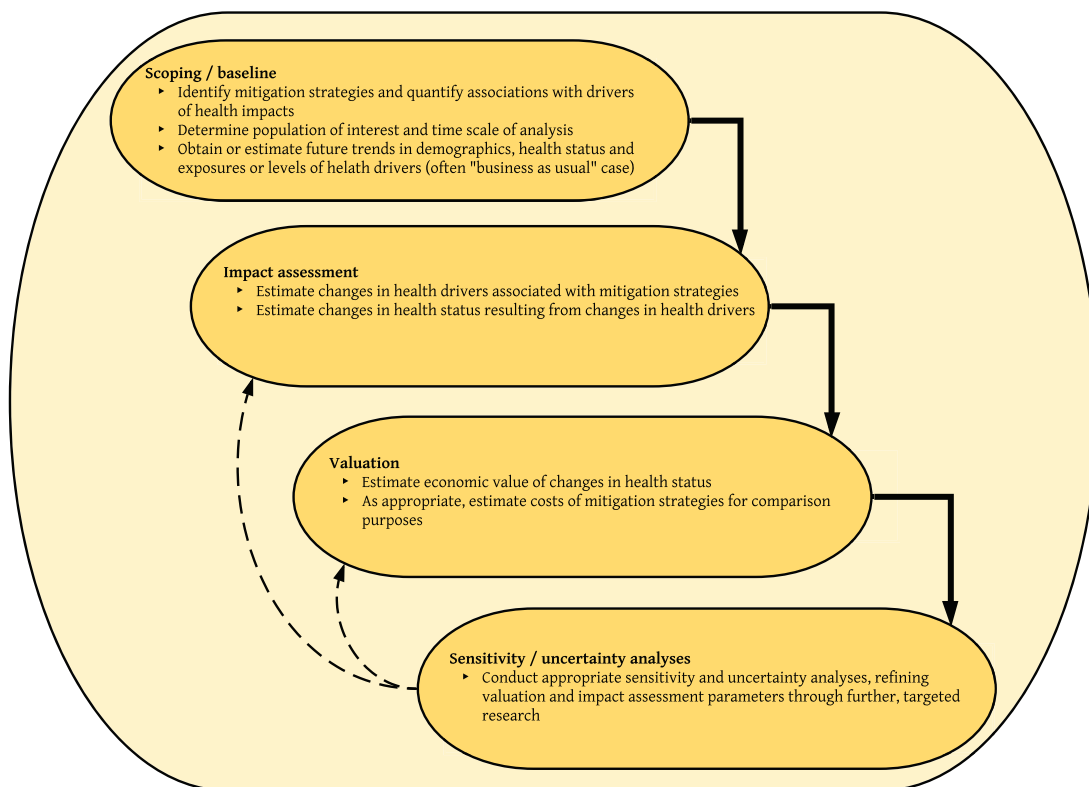 Scoping / baseline
‣ Identify mitigation strategies and quantify associations with drivers
of health impacts
‣ Determine population of interest and time scale of analysis
‣ Obtain or estimate future trends in demographics, health status and
exposures or levels of helath drivers (often "business as usual" case)
Impact assessment
‣ Estimate changes in health drivers associated with mitigation strategies
‣ Estimate changes in health status resulting from changes in health drivers
Valuation
‣ Estimate economic value of changes in health status
‣ As appropriate, estimate costs of mitigation strategies for comparison
purposes
Sensitivity / uncertainty analyses
‣ Conduct appropriate sensitivity and uncertainty analyses, refining
valuation and impact assessment parameters through further, targeted
research